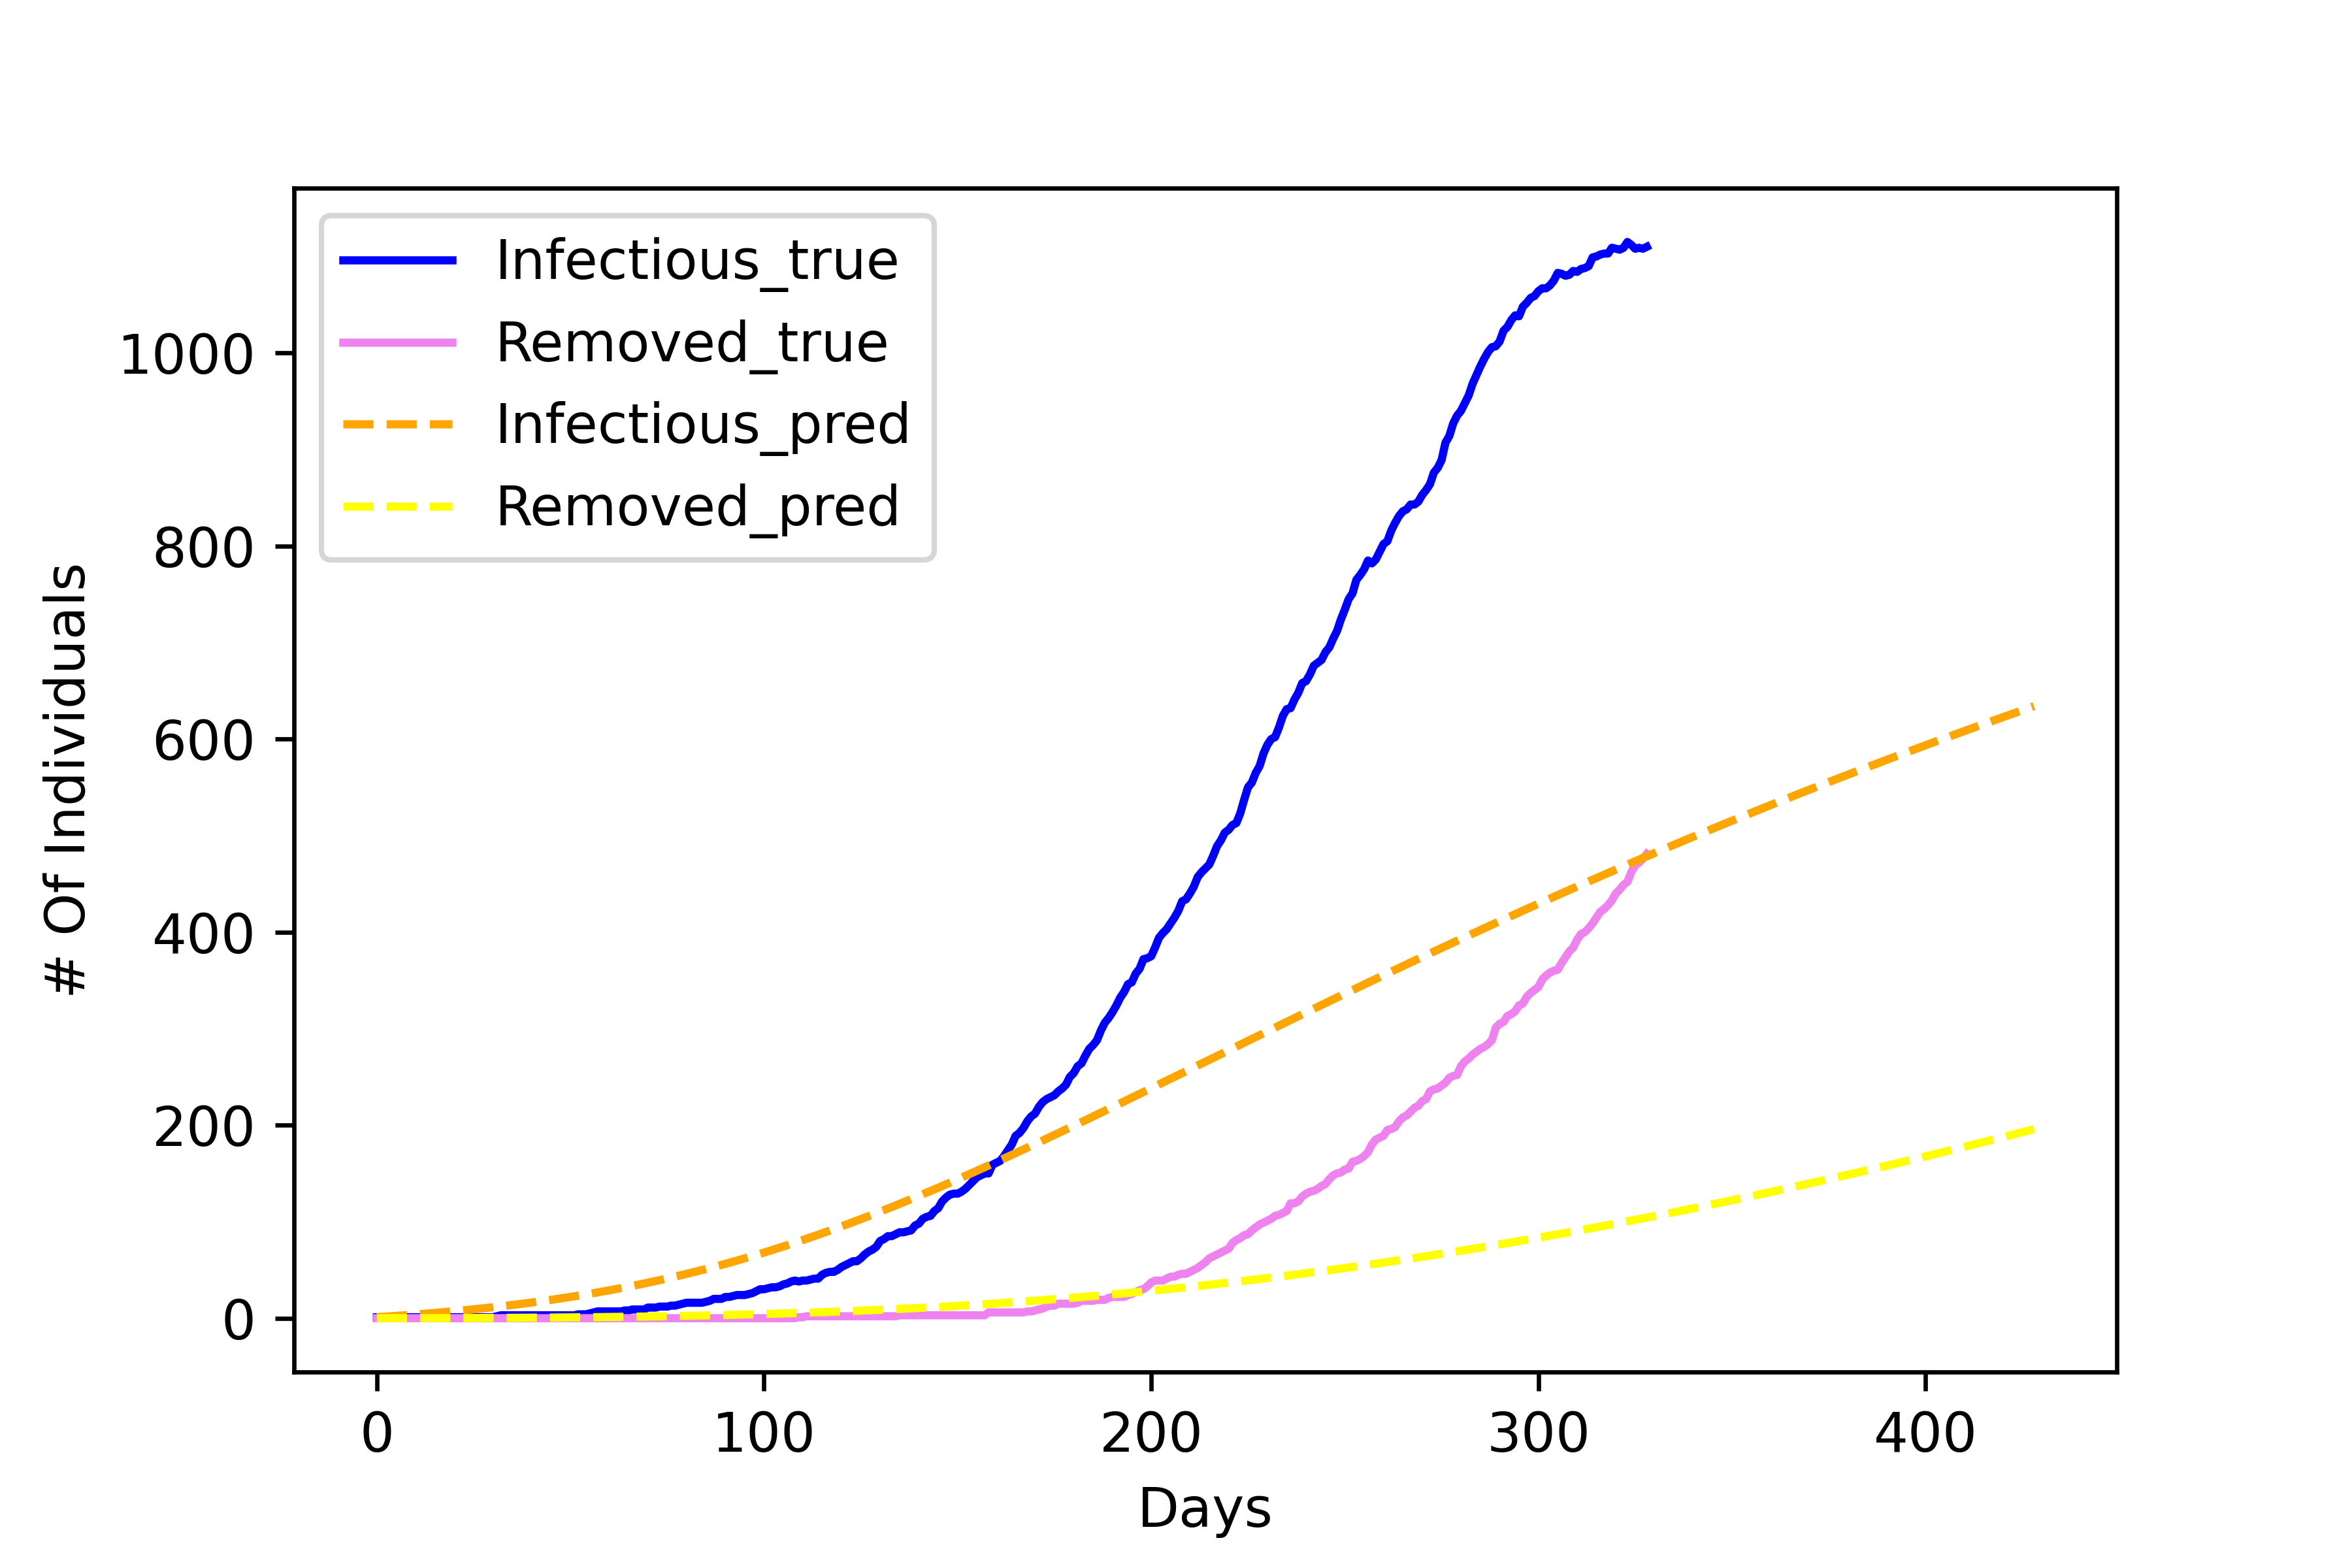 Infectious_true
Removed_true
Infectious_pred
Removed_pred
# Of Individuals
1000
800
600
400
200
0
0 100 200 300 400
Days